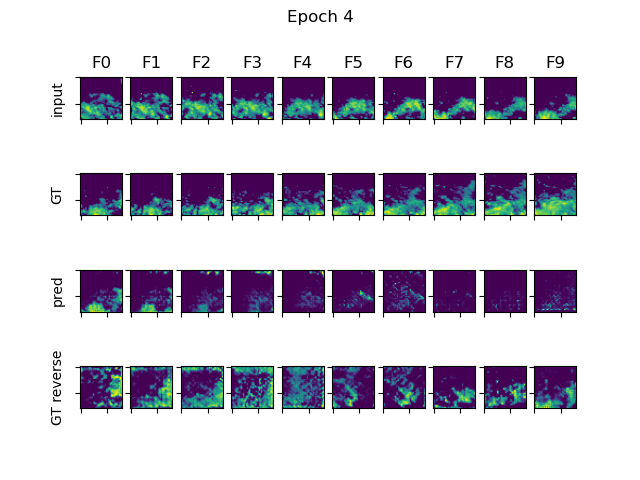 Epoch 4
F0 F1 F2 F3 F4 F5 F6 F7 F8 F9
input
GT
pred
GT reverse